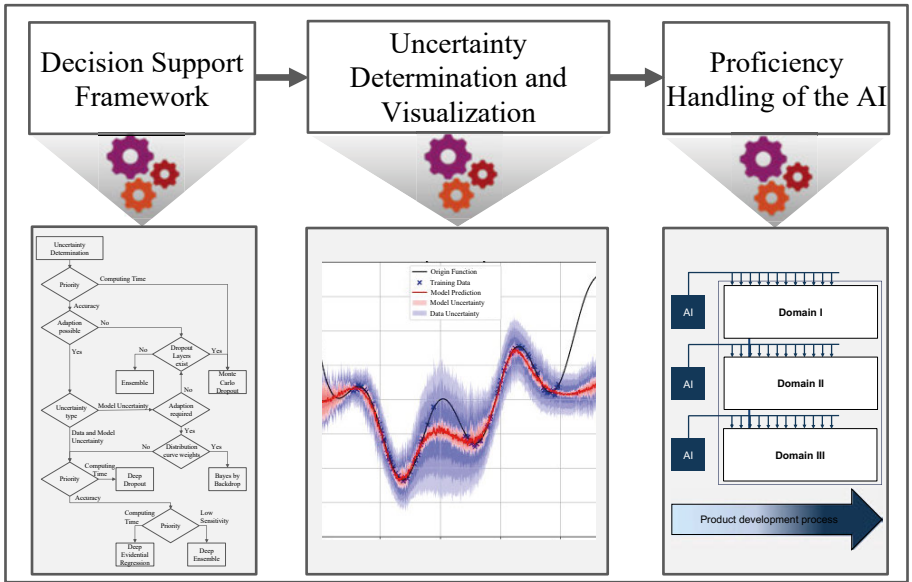 Decision Support
Framework
Uncertainty
Determination and
Visualization
Proficiency
Handling of the AI
Uncertainty
Determination
Priority
Computing Time
Accuracy
Adaption
possible
No
Yes
No
Dropout
Layers
exist
Yes
Ensemble
Monte
Carlo
Dropout
No
Uncertainty
type
Model Uncertainty
Adaption
required
Data and Model
Uncertainty
Yes
No
Distribution
curve weights
Yes
Priority
Computing
Time
Deep
Dropout
Bayes by
Backdrop
Accuracy
Computing
Time
Priority
Low
Sensitivity
Deep
Evidential
Regression
Deep
Ensemble
Origin Function
Training Data
Model Prediction
Model Uncertainty
Data Uncertainty
AI
Domain I
AI
Domain II
AI
Domain III
Product development process